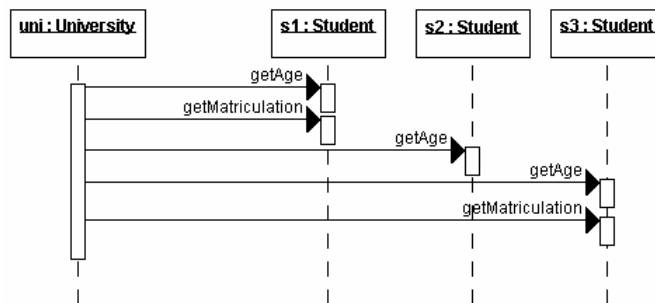 uni : University
s1 : Student
s2 : Student
s3 : Student
getAge
getMatriculation
getAge
getAge
getMatriculation